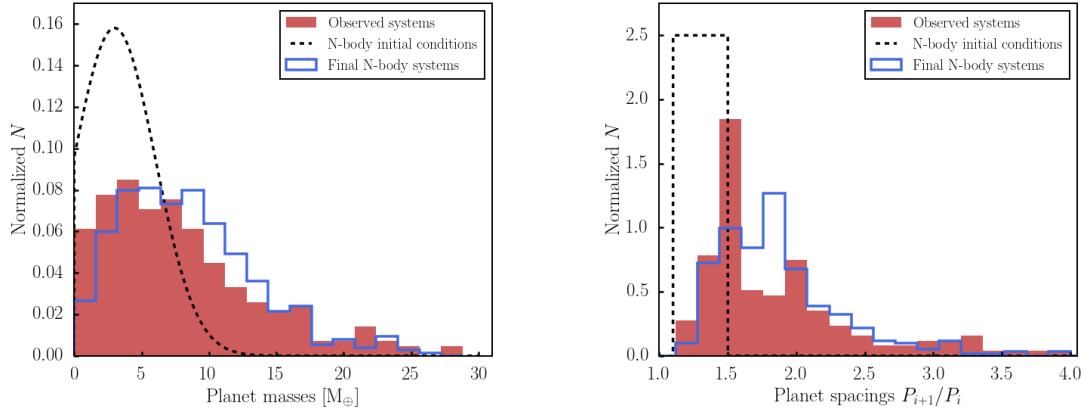 0.16
0.14
0.12
0.10
0.08
0.06
0.04
0.02
0.00
Normalized N
0 5 10 15 20 25 30
Planet masses [M⊕]
Observed systems
N-body initial conditions
Final N-body systems
2.5
2.0
1.5
1.0
0.5
0.0
Normalized N
1.0 1.5 2.0 2.5 3.0 3.5 4.0
Planet spacings P_{i+1}/P_i
Observed systems
N-body initial conditions
Final N-body systems